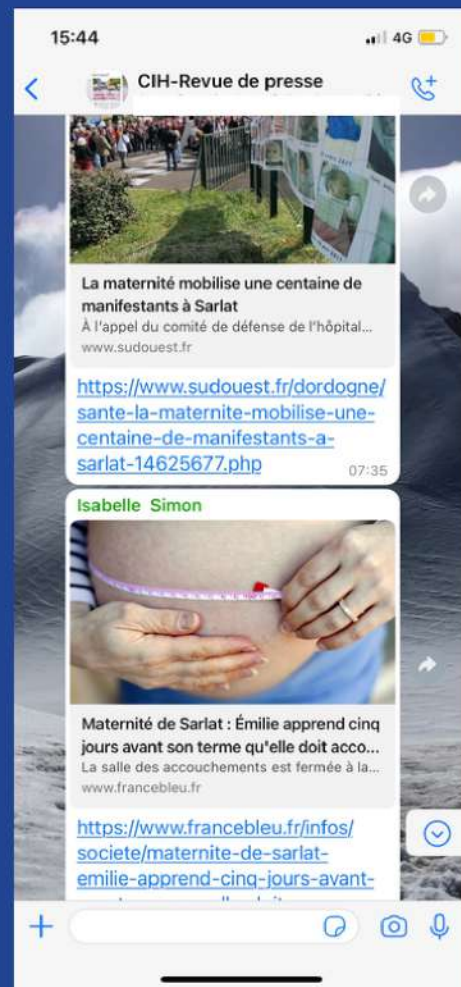 15:44
4G
CIH-Revue de presse
La maternité mobilise une centaine de
manifestants à Sarlat
À l'appel du comité de défense de l'hôpital...
www.sudouest.fr
https://www.sudouest.fr/dordogne/
sante-la-maternite-mobilise-une-
centaine-de-manifestants-a-
sarlat-14625677.php
07:35
Isabelle Simon
Maternité de Sarlat : Émilie apprend cinq
jours avant son terme qu'elle doit acco...
La salle des accouchements est fermée à la...
www.francebleu.fr
https://www.francebleu.fr/infos/
societe/maternite-de-sarlat-
emilie-apprend-cinq-jours-avant-